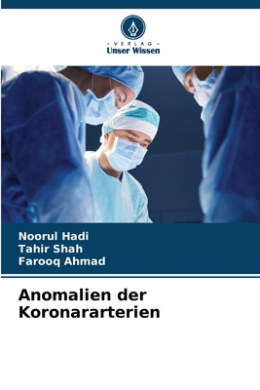 VERLAG
Unser Wissen
Noorul Hadi
Tahir Shah
Farooq Ahmad
Anomalien der
Koronararterien